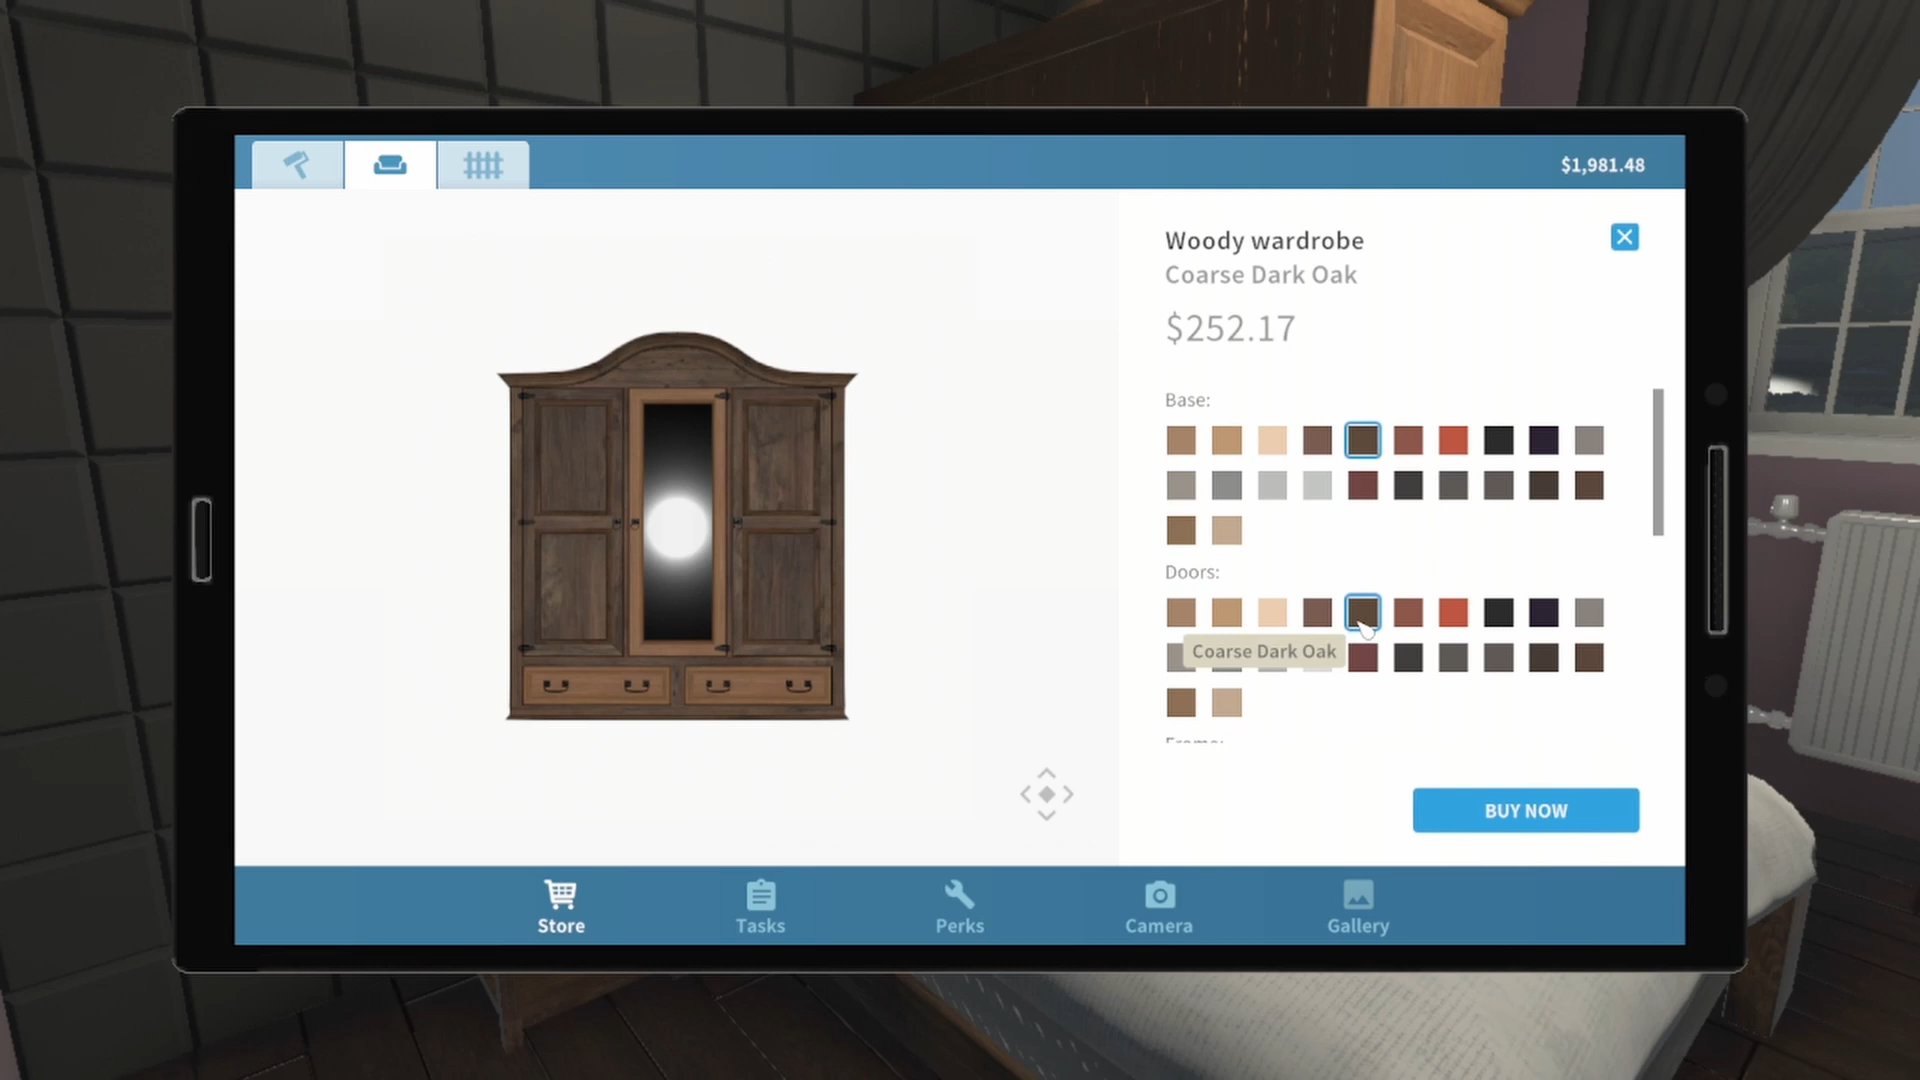 $1,981.48
Woody wardrobe
Coarse Dark Oak
$252.17
Base:
Doors:
Coarse Dark Oak
Frame:
BUY NOW
Store
Tasks
Perks
Camera
Gallery